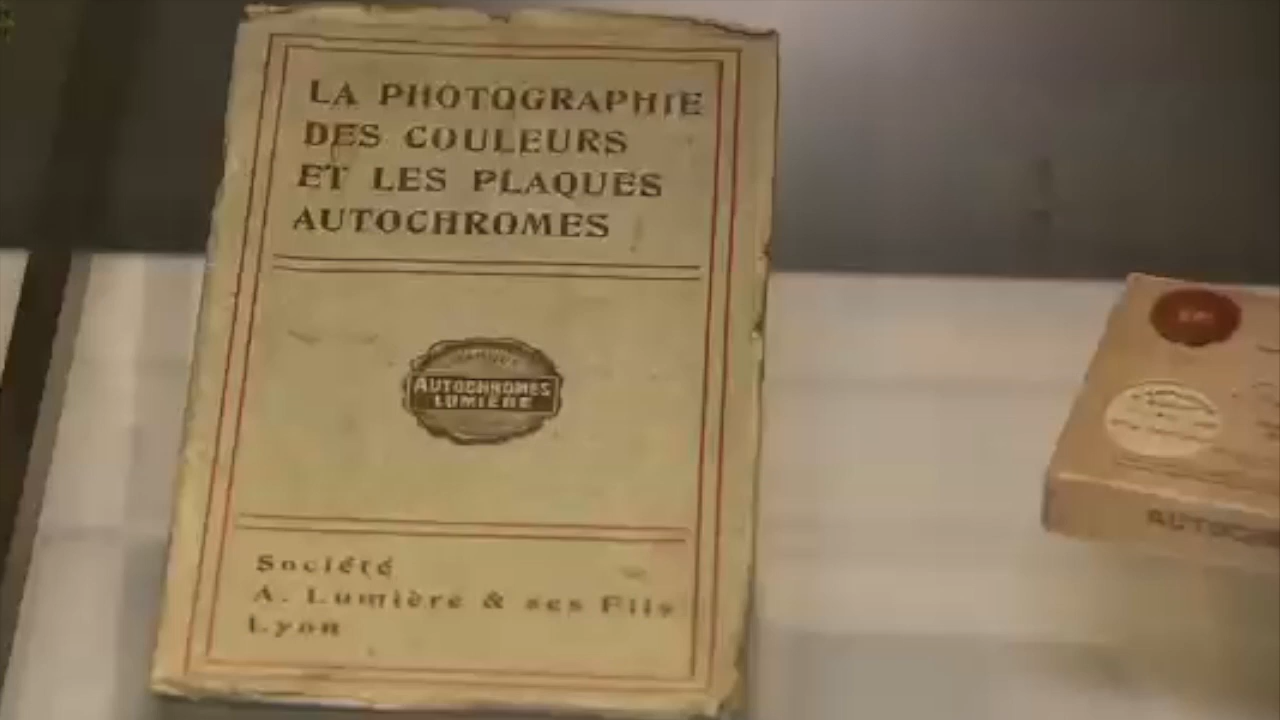 LA PHOTOGRAPHIE
DES COULEURS
ET LES PLAQUES
AUTOCHROMES
AUTOCHROMES
LUMIÈRE
Société
A. Lumière & ses Fils
Lyon